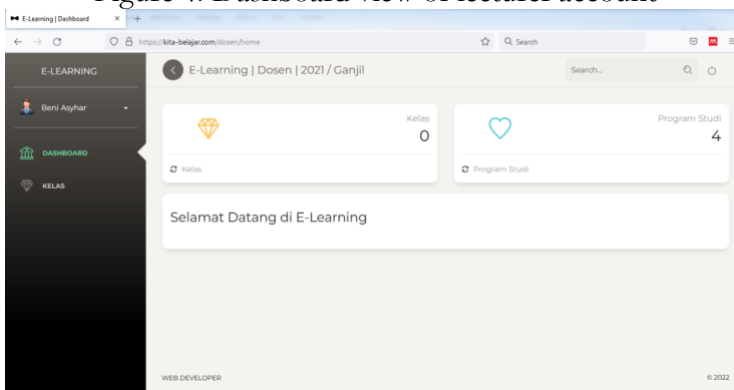 Figure 4. Dashboard view of lecturer account
E-Learning | Dashboard
https://kita-belajar.com/dosen/home
Search
E-LEARNING
E-Learning | Dosen | 2021 / Ganjil
Search...
Beni Asyhar
DASHBOARD
KELAS
Kelas
0
Kelas
Program Studi
4
Program Studi
Selamat Datang di E-Learning
WEB DEVELOPER
© 2022